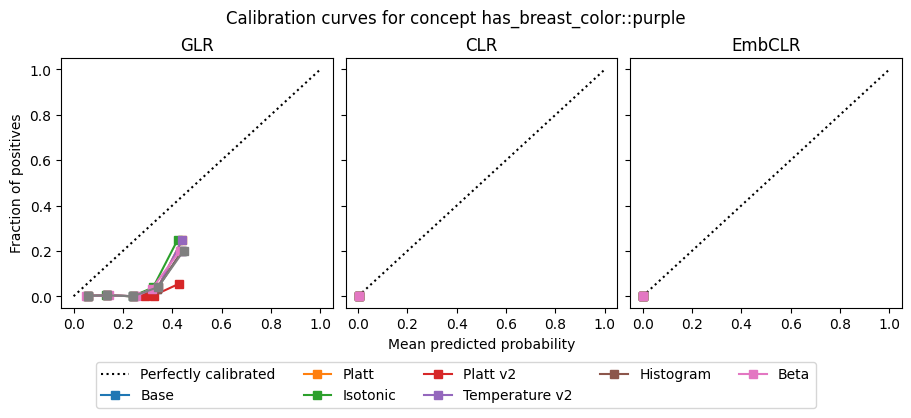 Calibration curves for concept has_breast_color::purple
GLR
CLR
EmbCLR
Fraction of positives
1.0
0.8
0.6
0.4
0.2
0.0
0.0 0.2 0.4 0.6 0.8 1.0
0.0 0.2 0.4 0.6 0.8 1.0
0.0 0.2 0.4 0.6 0.8 1.0
Mean predicted probability
Perfectly calibrated
Base
Platt
Isotonic
Platt v2
Temperature v2
Histogram
Beta